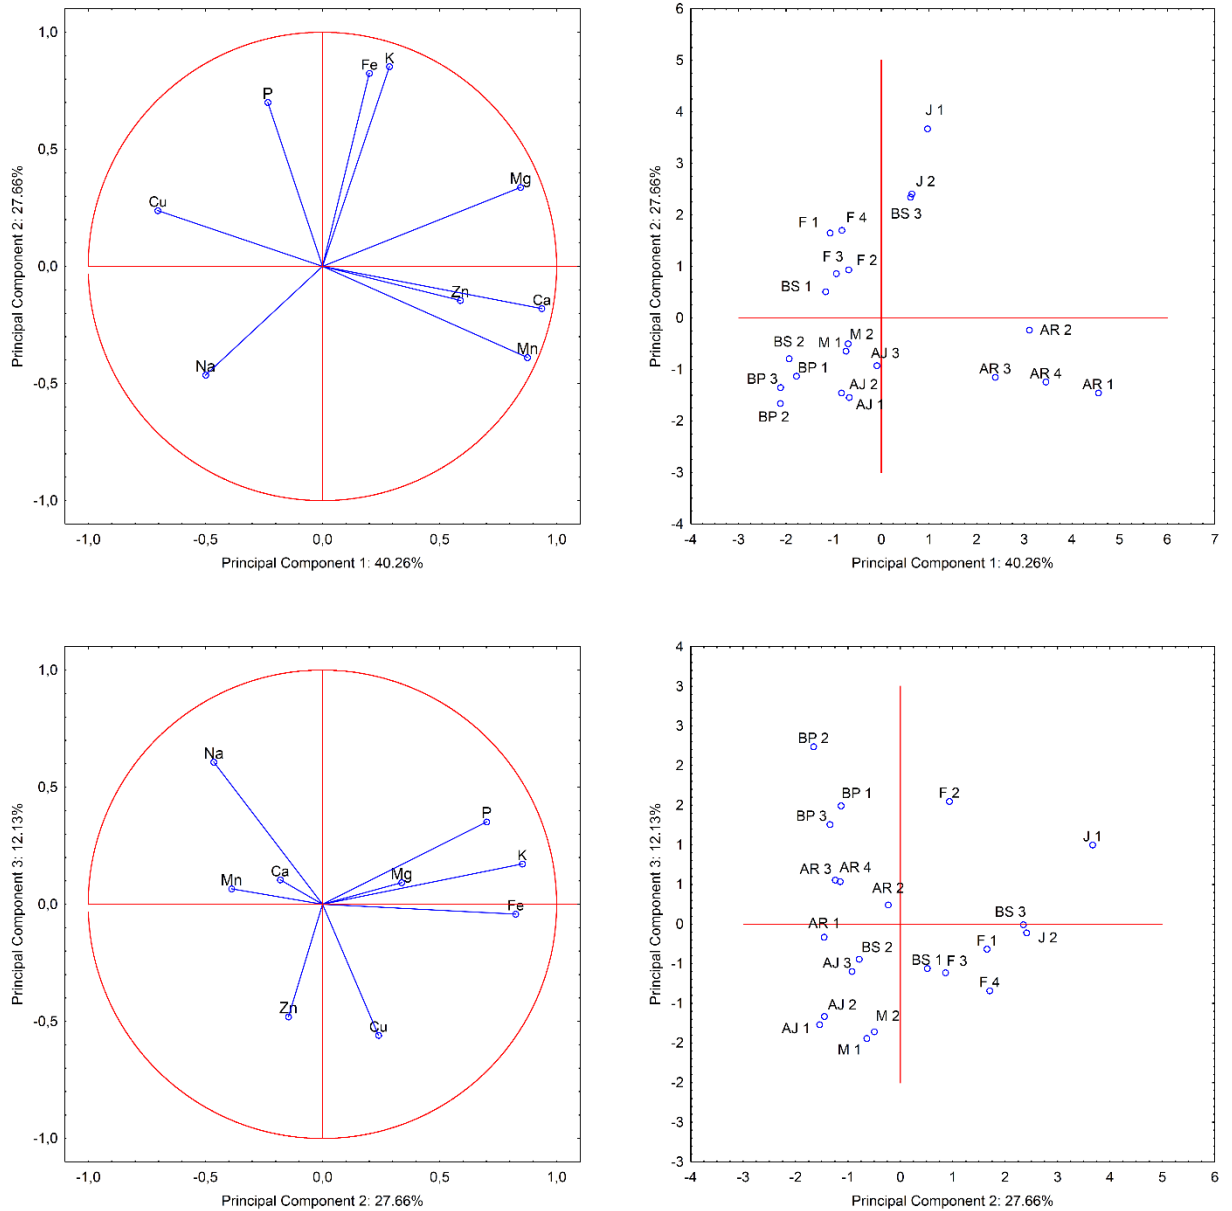 1,0
0,5
0,0
-0,5
-1,0
-1,0
-0,5
0,0
0,5
1,0
Principal Component 2: 27.66%
Principal Component 1: 40.26%
Fe
K
P
Mg
Cu
Zn
Ca
Mn
Na
6
5
4
3
2
1
0
-1
-2
-3
-4
-4
-3
-2
-1
0
1
2
3
4
5
6
7
Principal Component 2: 27.66%
Principal Component 1: 40.26%
J 1
J 2
BS 3
F 1
F 4
F 3
F 2
BS 1
AR 2
M 2
BS 2
M 1
AJ 3
BP 1
AR 3
AR 4
AR 1
BP 3
AJ 2
AJ 1
BP 2
1,0
0,5
0,0
-0,5
-1,0
-1,0
-0,5
0,0
0,5
1,0
Principal Component 3: 12.13%
Principal Component 2: 27.66%
Na
P
K
Ca
Mg
Mn
Fe
Zn
Cu
4
3
3
2
2
1
1
0
-1
-1
-2
-2
-3
-3
-4
-3
-2
-1
0
1
2
3
4
5
6
Principal Component 3: 12.13%
Principal Component 2: 27.66%
BP 2
BP 1
F 2
BP 3
J 1
AR 3
AR 4
AR 2
BS 3
AR 1
J 2
F 1
BS 2
AJ 3
BS 1
F 3
F 4
AJ 2
AJ 1
M 2
M 1